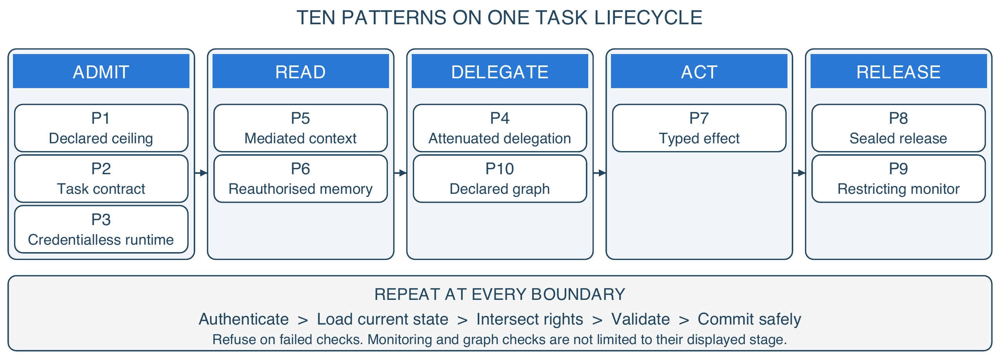 TEN PATTERNS ON ONE TASK LIFECYCLE
ADMIT
P1
Declared ceiling
P2
Task contract
P3
Credentialless runtime
READ
P5
Mediated context
P6
Reauthorised memory
DELEGATE
P4
Attenuated delegation
P10
Declared graph
ACT
P7
Typed effect
RELEASE
P8
Sealed release
P9
Restricting monitor
REPEAT AT EVERY BOUNDARY
Authenticate > Load current state > Intersect rights > Validate > Commit safely
Refuse on failed checks. Monitoring and graph checks are not limited to their displayed stage.